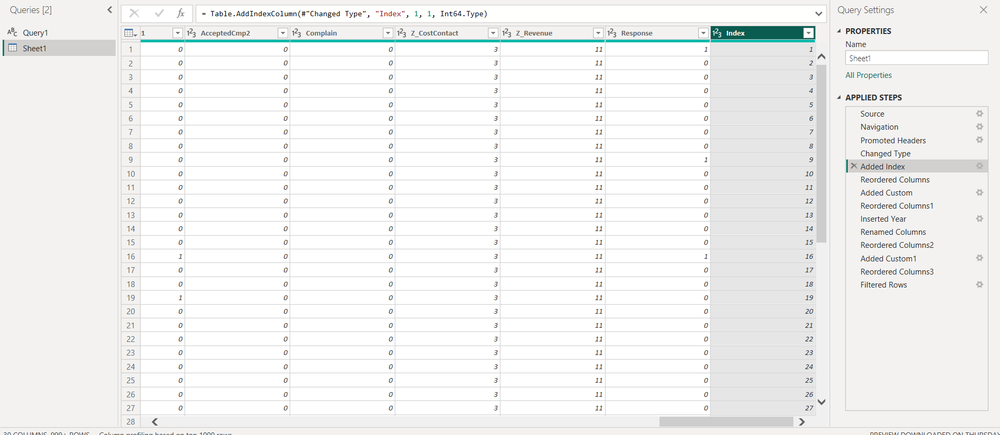 Queries [2]
Query1
Sheet1
= Table.AddIndexColumn(#"Changed Type", "Index", 1, 1, Int64.Type)
1 AcceptedCmp2 Complain Z_CostContact Z_Revenue Response Index
1 0 0 0 3 11 1 1
2 0 0 0 3 11 0 2
3 0 0 0 3 11 0 3
4 0 0 0 3 11 0 4
5 0 0 0 3 11 0 5
6 0 0 0 3 11 0 6
7 0 0 0 3 11 0 7
8 0 0 0 3 11 0 8
9 0 0 0 3 11 1 9
10 0 0 0 3 11 0 10
11 0 0 0 3 11 0 11
12 0 0 0 3 11 0 12
13 0 0 0 3 11 0 13
14 0 0 0 3 11 0 14
15 0 0 0 3 11 0 15
16 1 0 0 3 11 1 16
17 0 0 0 3 11 0 17
18 0 0 0 3 11 0 18
19 1 0 0 3 11 0 19
20 0 0 0 3 11 0 20
21 0 0 0 3 11 0 21
22 0 0 0 3 11 0 22
23 0 0 0 3 11 0 23
24 0 0 0 3 11 0 24
25 0 0 0 3 11 0 25
26 0 0 0 3 11 0 26
27 0 0 0 3 11 0 27
28
Query Settings
PROPERTIES
Name
Sheet1
All Properties
APPLIED STEPS
Source
Navigation
Promoted Headers
Changed Type
Added Index
Reordered Columns
Added Custom
Reordered Columns1
Inserted Year
Renamed Columns
Reordered Columns2
Added Custom1
Reordered Columns3
Filtered Rows
30 COLUMNS, 999+ ROWS Column profiling based on top 1000 rows
PREVIEW DOWNLOADED ON THURSDAY